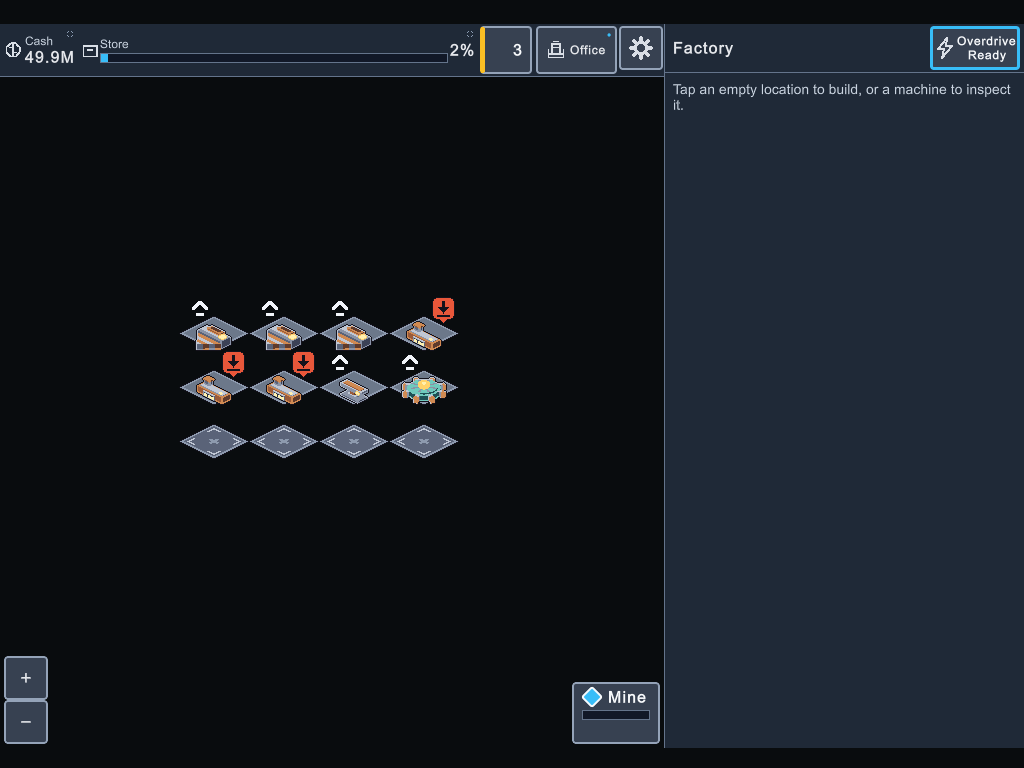 Cash
49.9M
Store
2%
3
Office
Factory
Overdrive
Ready
Tap an empty location to build, or a machine to inspect
it.
+
−
Mine